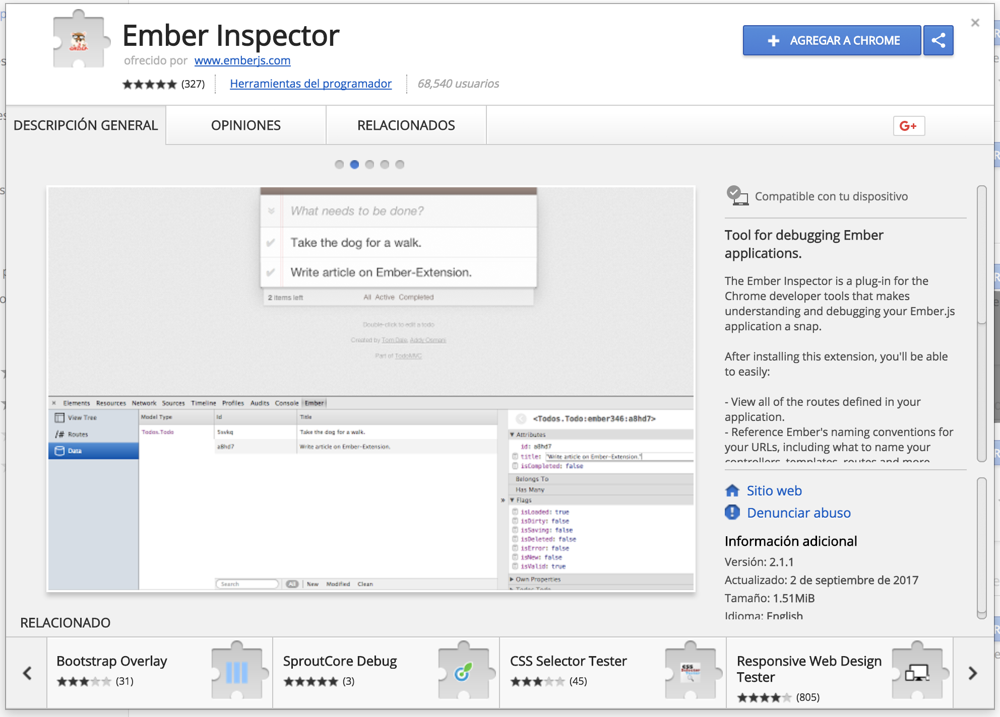 Ember Inspector
ofrecido por www.emberjs.com
(327)
Herramientas del programador
68,540 usuarios
AGREGAR A CHROME
DESCRIPCIÓN GENERAL
OPINIONES
RELACIONADOS
G+
What needs to be done?
Take the dog for a walk.
Write article on Ember-Extension.
2 items left
All Active Completed
Double-click to edit a todo
Created by Tom Dale, Addy Osmani
Part of TodoMVC
× Elements Resources Network Sources Timeline Profiles Audits Console Ember
View Tree
/# Routes
Data
Model Type Id Title
Todos.Todo 5svkq Take the dog for a walk.
a8hd7 Write article on Ember-Extension.
Search All New Modified Clean
<Todos.Todo:ember346:a8hd7>
Attributes
id: a8hd7
title: "Write article on Ember-Extension."
isCompleted: false
Belongs To
Has Many
Flags
isLoaded: true
isDirty: false
isSaving: false
isDeleted: false
isError: false
isNew: false
isValid: true
Own Properties
Todos.Todo
Compatible con tu dispositivo
Tool for debugging Ember
applications.
The Ember Inspector is a plug-in for the
Chrome developer tools that makes
understanding and debugging your Ember.js
application a snap.
After installing this extension, you'll be able
to easily:
- View all of the routes defined in your
application.
- Reference Ember's naming conventions for
your URLs, including what to name your
controllers, templates, routes and more
Sitio web
Denunciar abuso
Información adicional
Versión: 2.1.1
Actualizado: 2 de septiembre de 2017
Tamaño: 1.51MiB
Idioma: English
RELACIONADO
Bootstrap Overlay
(31)
SproutCore Debug
(3)
CSS Selector Tester
(45)
Responsive Web Design
Tester
(805)